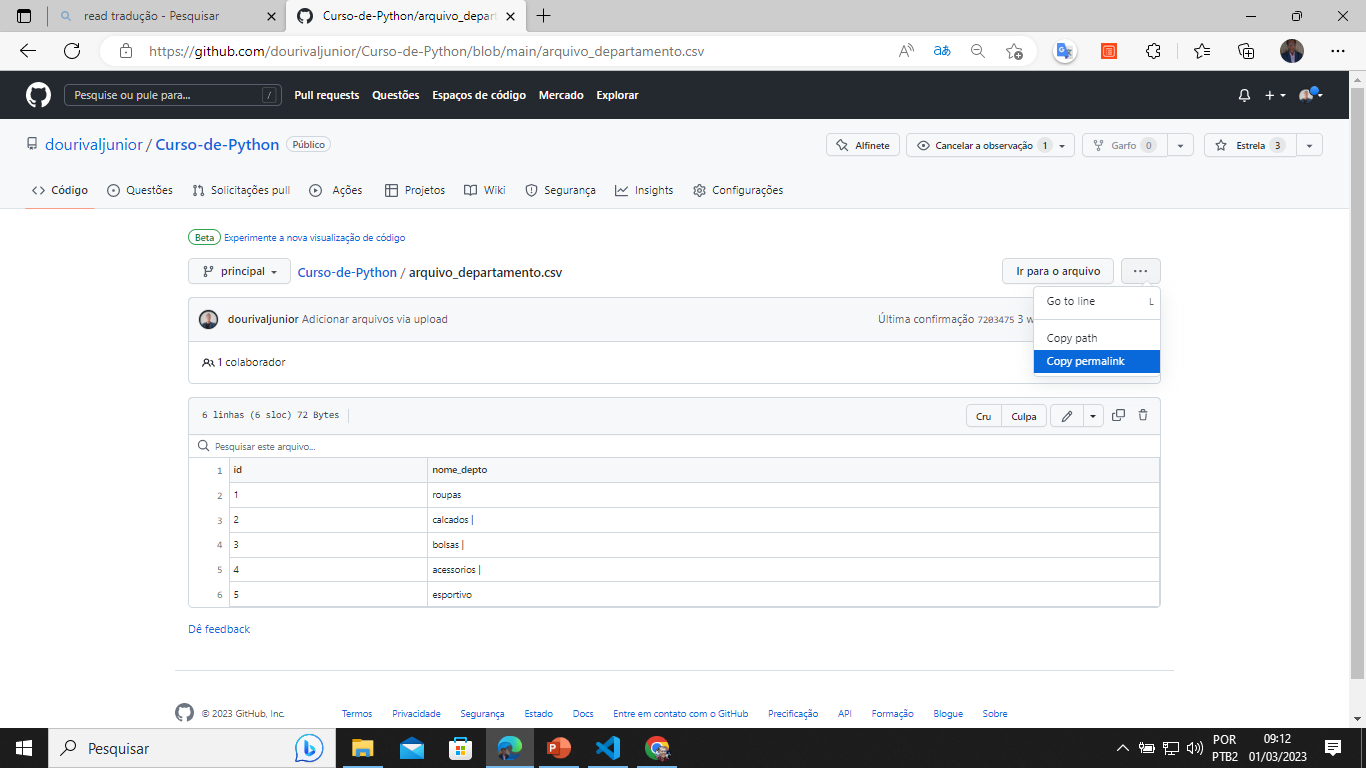 read tradução - Pesquisar
Curso-de-Python/arquivo_depart
https://github.com/dourivaljunior/Curso-de-Python/blob/main/arquivo_departamento.csv
Pesquise ou pule para... /
Pull requests Questões Espaços de código Mercado Explorar
dourivaljunior / Curso-de-Python Público
Alfinete Cancelar a observação 1 Garfo 0 Estrela 3
Código Questões Solicitações pull Ações Projetos Wiki Segurança Insights Configurações
Beta Experimente a nova visualização de código
principal Curso-de-Python / arquivo_departamento.csv Ir para o arquivo ...
Go to line L
dourivaljunior Adicionar arquivos via upload Última confirmação 7203475 3 w
Copy path
Copy permalink
1 colaborador
6 linhas (6 sloc) 72 Bytes Cru Culpa
Pesquisar este arquivo...
1 id nome_depto
2 1 roupas
3 2 calcados |
4 3 bolsas |
5 4 acessorios |
6 5 esportivo
Dê feedback
© 2023 GitHub, Inc. Termos Privacidade Segurança Estado Docs Entre em contato com o GitHub Precificação API Formação Blogue Sobre
Pesquisar
POR
PTB2
09:12
01/03/2023